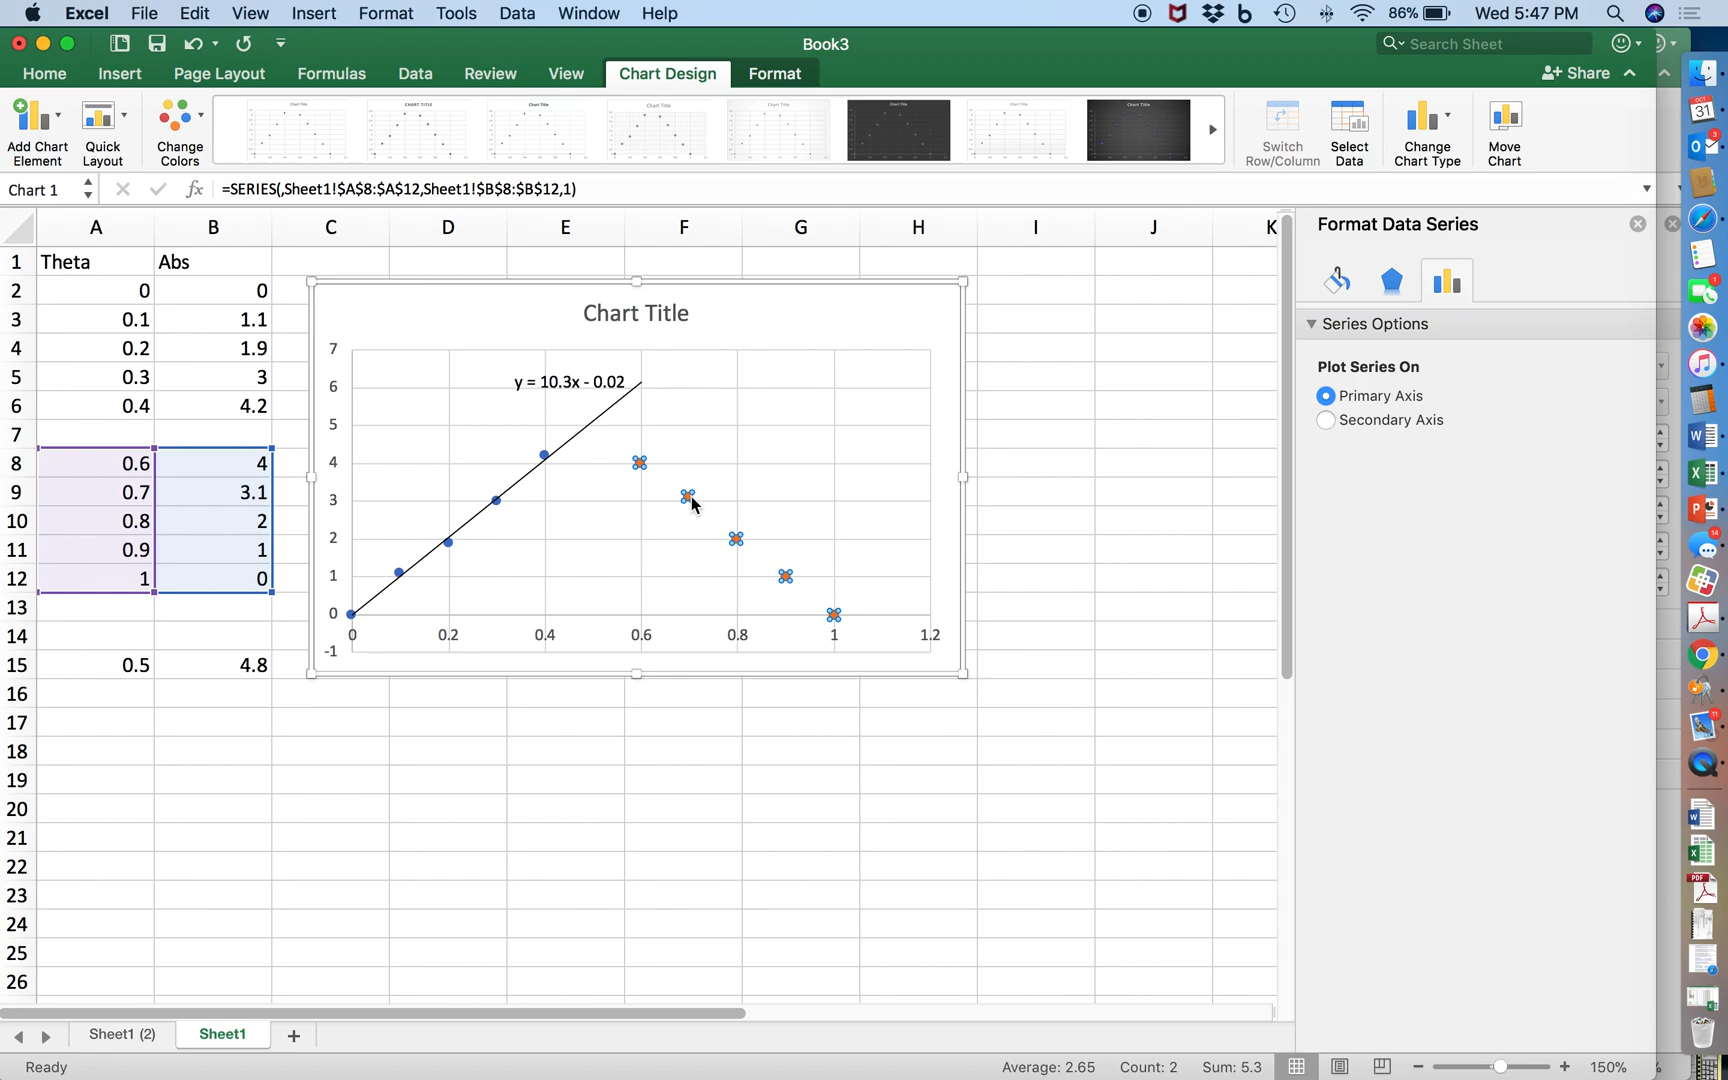 Excel File Edit View Insert Format Tools Data Window Help 86% Wed 5:47 PM
Book3
Search Sheet
Home Insert Page Layout Formulas Data Review View Chart Design Format Share
Add Chart Element
Quick Layout
Change Colors
Switch Row/Column
Select Data
Change Chart Type
Move Chart
Chart 1 fx =SERIES(,Sheet1!$A$8:$A$12,Sheet1!$B$8:$B$12,1)
A B C D E F G H I J K
1 Theta Abs
2 0 0
3 0.1 1.1
4 0.2 1.9
5 0.3 3
6 0.4 4.2
7
8 0.6 4
9 0.7 3.1
10 0.8 2
11 0.9 1
12 1 0
13
14
15 0.5 4.8
16
17
18
19
20
21
22
23
24
25
26
Chart Title
7
6
5
4
3
2
1
0
-1
y = 10.3x - 0.02
0 0.2 0.4 0.6 0.8 1 1.2
Format Data Series
Series Options
Plot Series On
Primary Axis
Secondary Axis
Sheet1 (2) Sheet1
Ready Average: 2.65 Count: 2 Sum: 5.3 150%